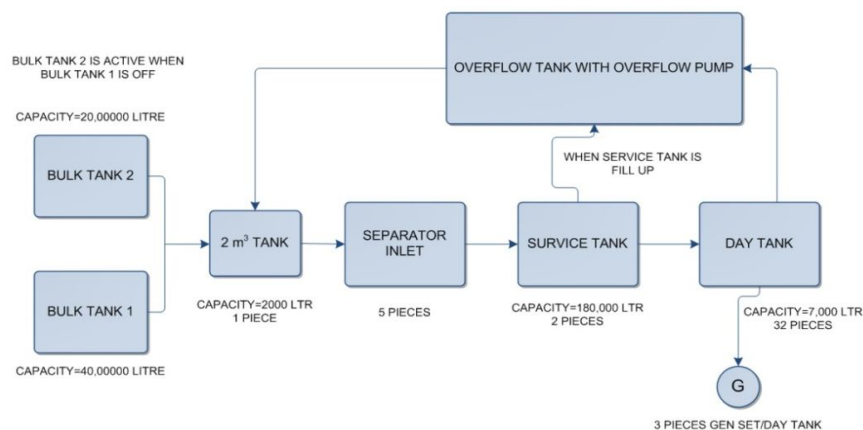 BULK TANK 2 IS ACTIVE WHEN
BULK TANK 1 IS OFF
CAPACITY=20,00000 LITRE
BULK TANK 2
BULK TANK 1
CAPACITY=40,00000 LITRE
2 m³ TANK
CAPACITY=2000 LTR
1 PIECE
SEPARATOR
INLET
5 PIECES
OVERFLOW TANK WITH OVERFLOW PUMP
WHEN SERVICE TANK IS
FILL UP
SURVICE TANK
CAPACITY=180,000 LTR
2 PIECES
DAY TANK
CAPACITY=7,000 LTR
32 PIECES
G
3 PIECES GEN SET/DAY TANK